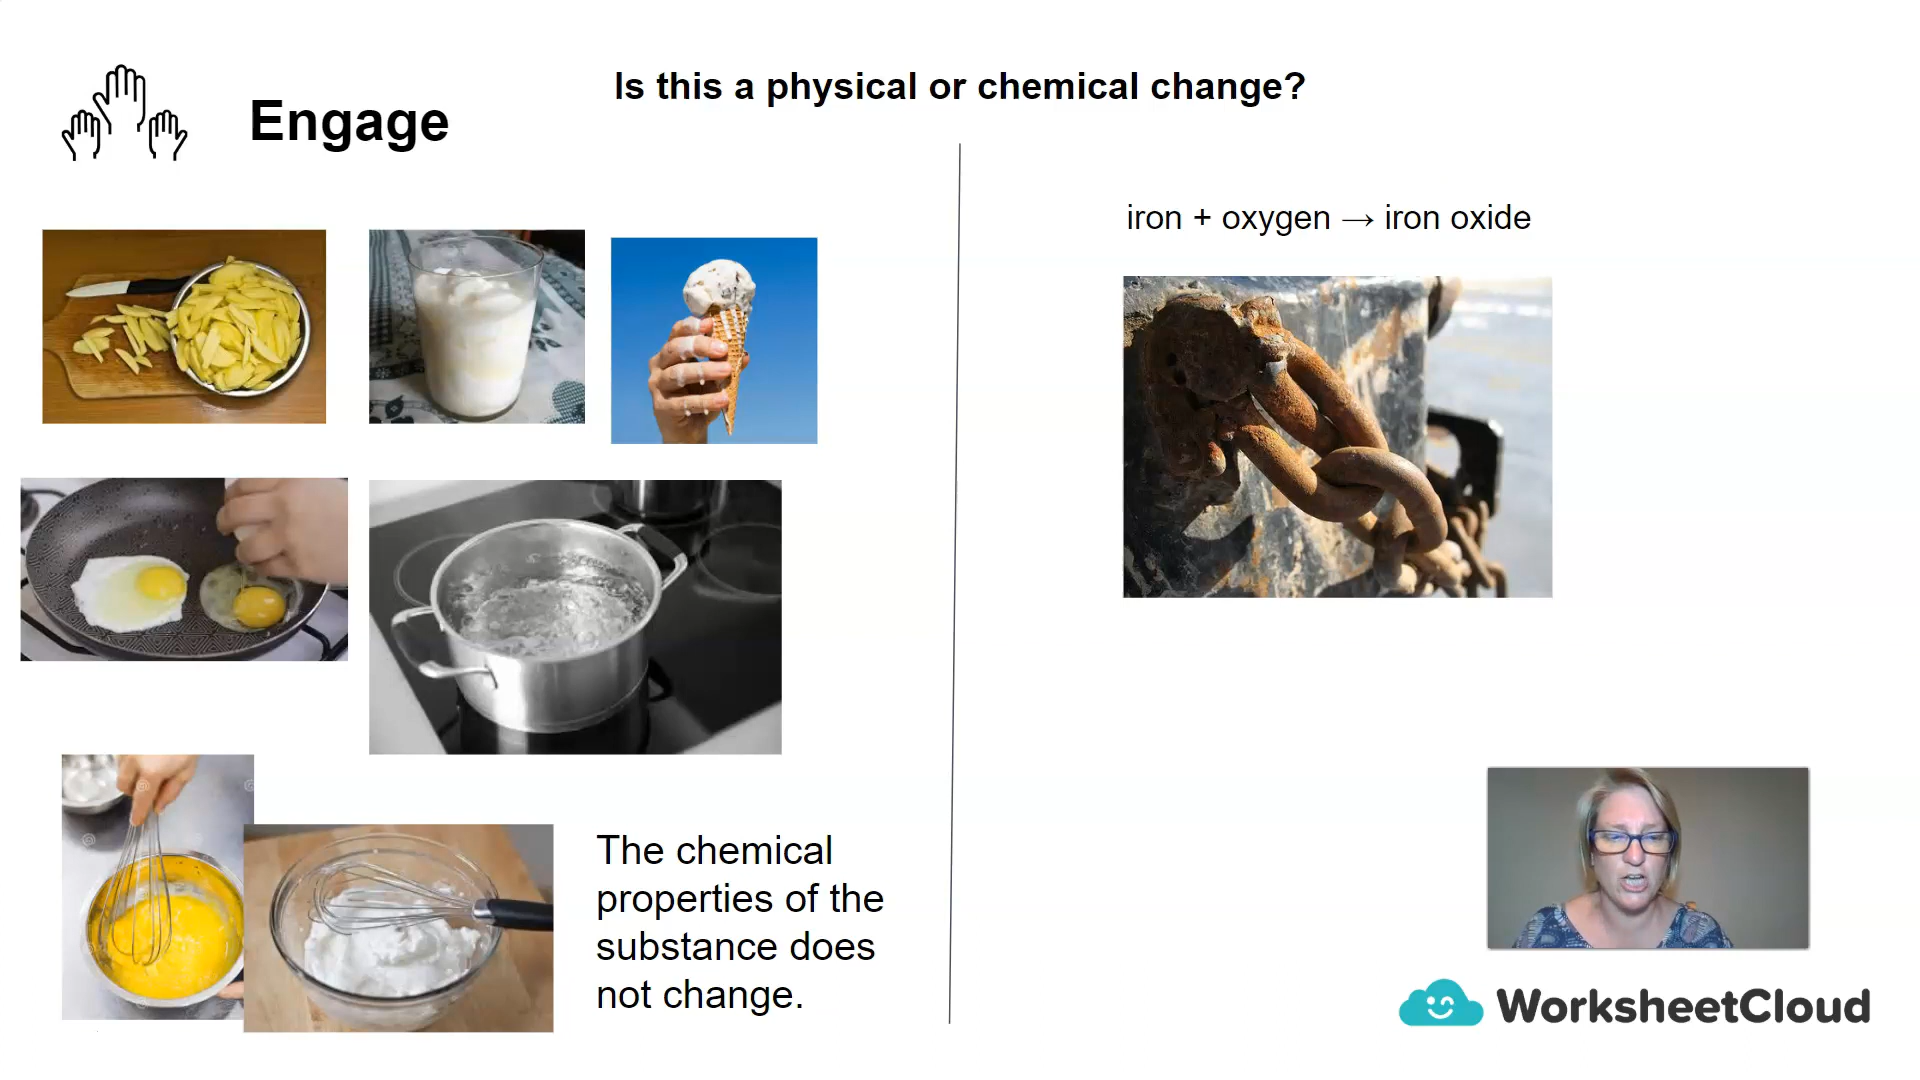 Is this a physical or chemical change?
Engage
iron + oxygen → iron oxide
The chemical
properties of the
substance does
not change.
WorksheetCloud